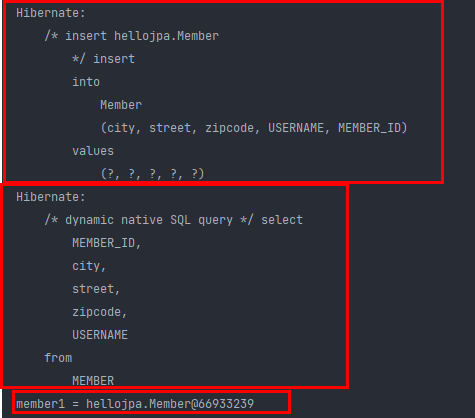 Hibernate:
/* insert hellojpa.Member
*/ insert
into
Member
(city, street, zipcode, USERNAME, MEMBER_ID)
values
(?, ?, ?, ?, ?)
Hibernate:
/* dynamic native SQL query */ select
MEMBER_ID,
city,
street,
zipcode,
USERNAME
from
MEMBER
member1 = hellojpa.Member@66933239